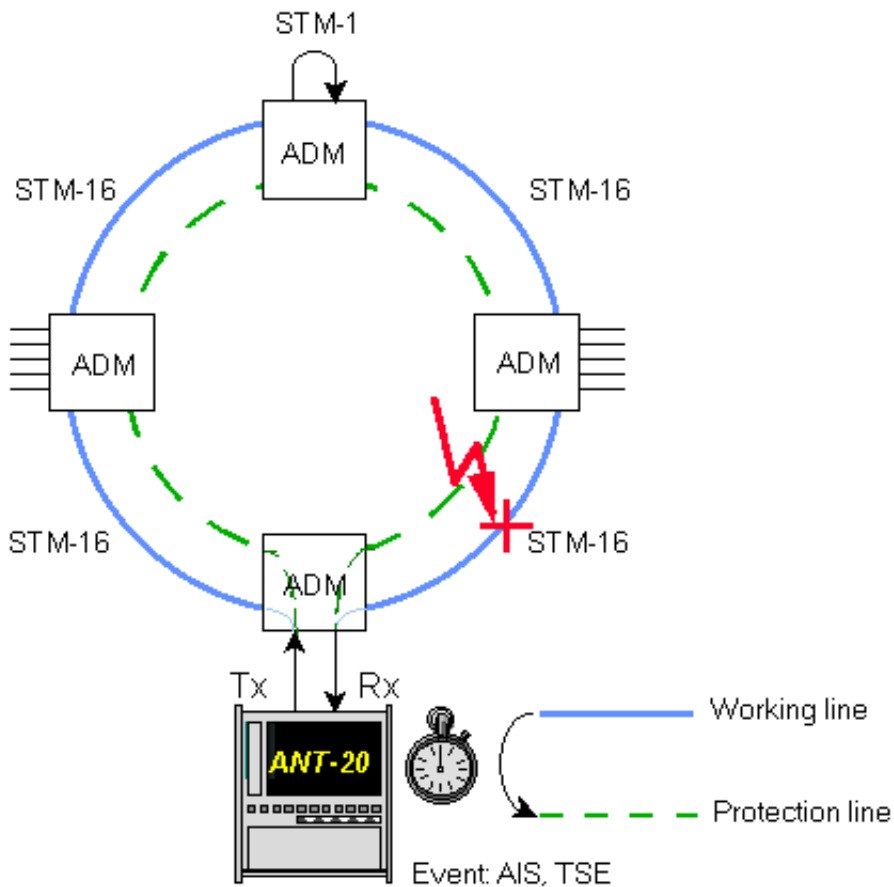 STM-1
ADM
STM-16
STM-16
ADM
ADM
STM-16
STM-16
ADM
Tx
Rx
ANT-20
Working line
Protection line
Event: AIS, TSE